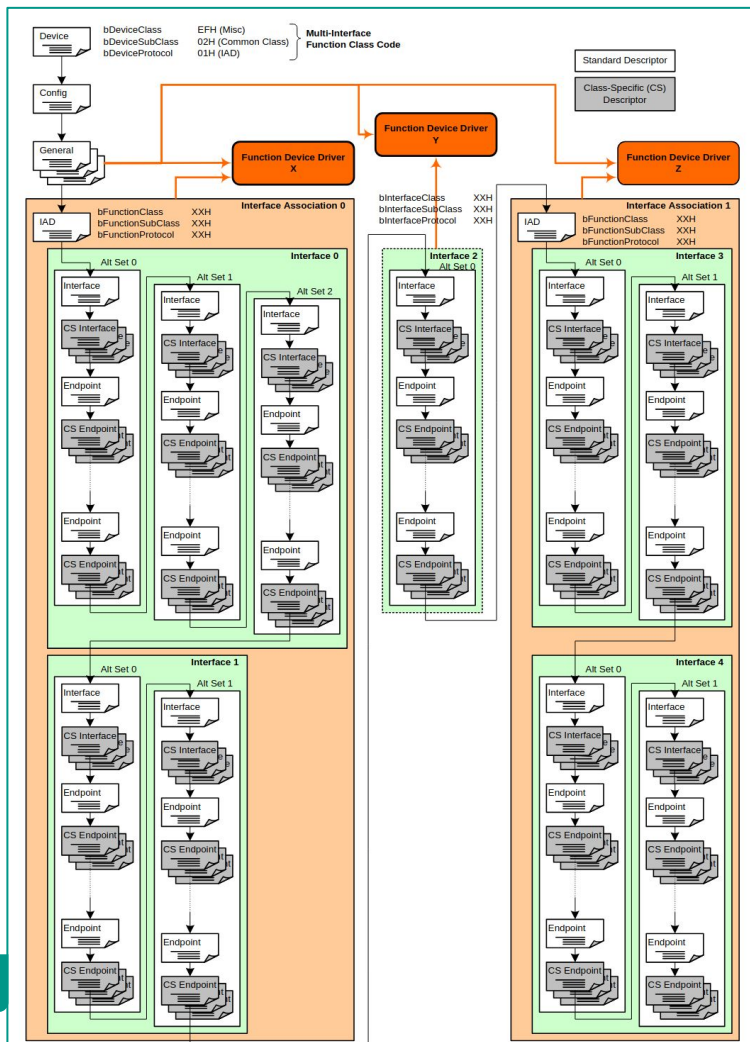 Device
bDeviceClass EFH (Misc)
bDeviceSubClass 02H (Common Class)
bDeviceProtocol 01H (IAD)
Multi-Interface
Function Class Code
Standard Descriptor
Class-Specific (CS)
Descriptor
Config
General
Function Device Driver
X
Function Device Driver
Y
Function Device Driver
Z
Interface Association 0
IAD
bFunctionClass XXH
bFunctionSubClass XXH
bFunctionProtocol XXH
Interface 0
Alt Set 0
Interface
CS Interface
Endpoint
CS Endpoint
Endpoint
CS Endpoint
Alt Set 1
Interface
CS Interface
Endpoint
CS Endpoint
Endpoint
CS Endpoint
Alt Set 2
Interface
CS Interface
Endpoint
CS Endpoint
Endpoint
CS Endpoint
Interface 1
Alt Set 0
Interface
CS Interface
Endpoint
CS Endpoint
Endpoint
CS Endpoint
Alt Set 1
Interface
CS Interface
Endpoint
CS Endpoint
Endpoint
CS Endpoint
bInterfaceClass XXH
bInterfaceSubClass XXH
bInterfaceProtocol XXH
Interface 2
Alt Set 0
Interface
CS Interface
Endpoint
CS Endpoint
Endpoint
CS Endpoint
Interface Association 1
IAD
bFunctionClass XXH
bFunctionSubClass XXH
bFunctionProtocol XXH
Interface 3
Alt Set 0
Interface
CS Interface
Endpoint
CS Endpoint
Endpoint
CS Endpoint
Alt Set 1
Interface
CS Interface
Endpoint
CS Endpoint
Endpoint
CS Endpoint
Interface 4
Alt Set 0
Interface
CS Interface
Endpoint
CS Endpoint
Endpoint
CS Endpoint
Alt Set 1
Interface
CS Interface
Endpoint
CS Endpoint
Endpoint
CS Endpoint